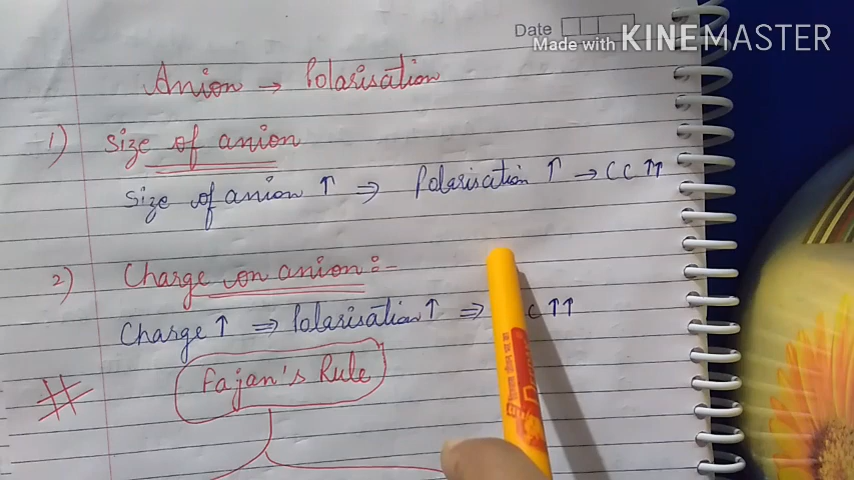 Date
Made with KINEMASTER
Anion → Polarisation
1) Size of anion
Size of anion ↑ ⇒ Polarisation ↑ → CC ↑↑
2) Charge on anion :-
Charge ↑ ⇒ Polarisation ↑ ⇒ C ↑↑
# Fajan's Rule